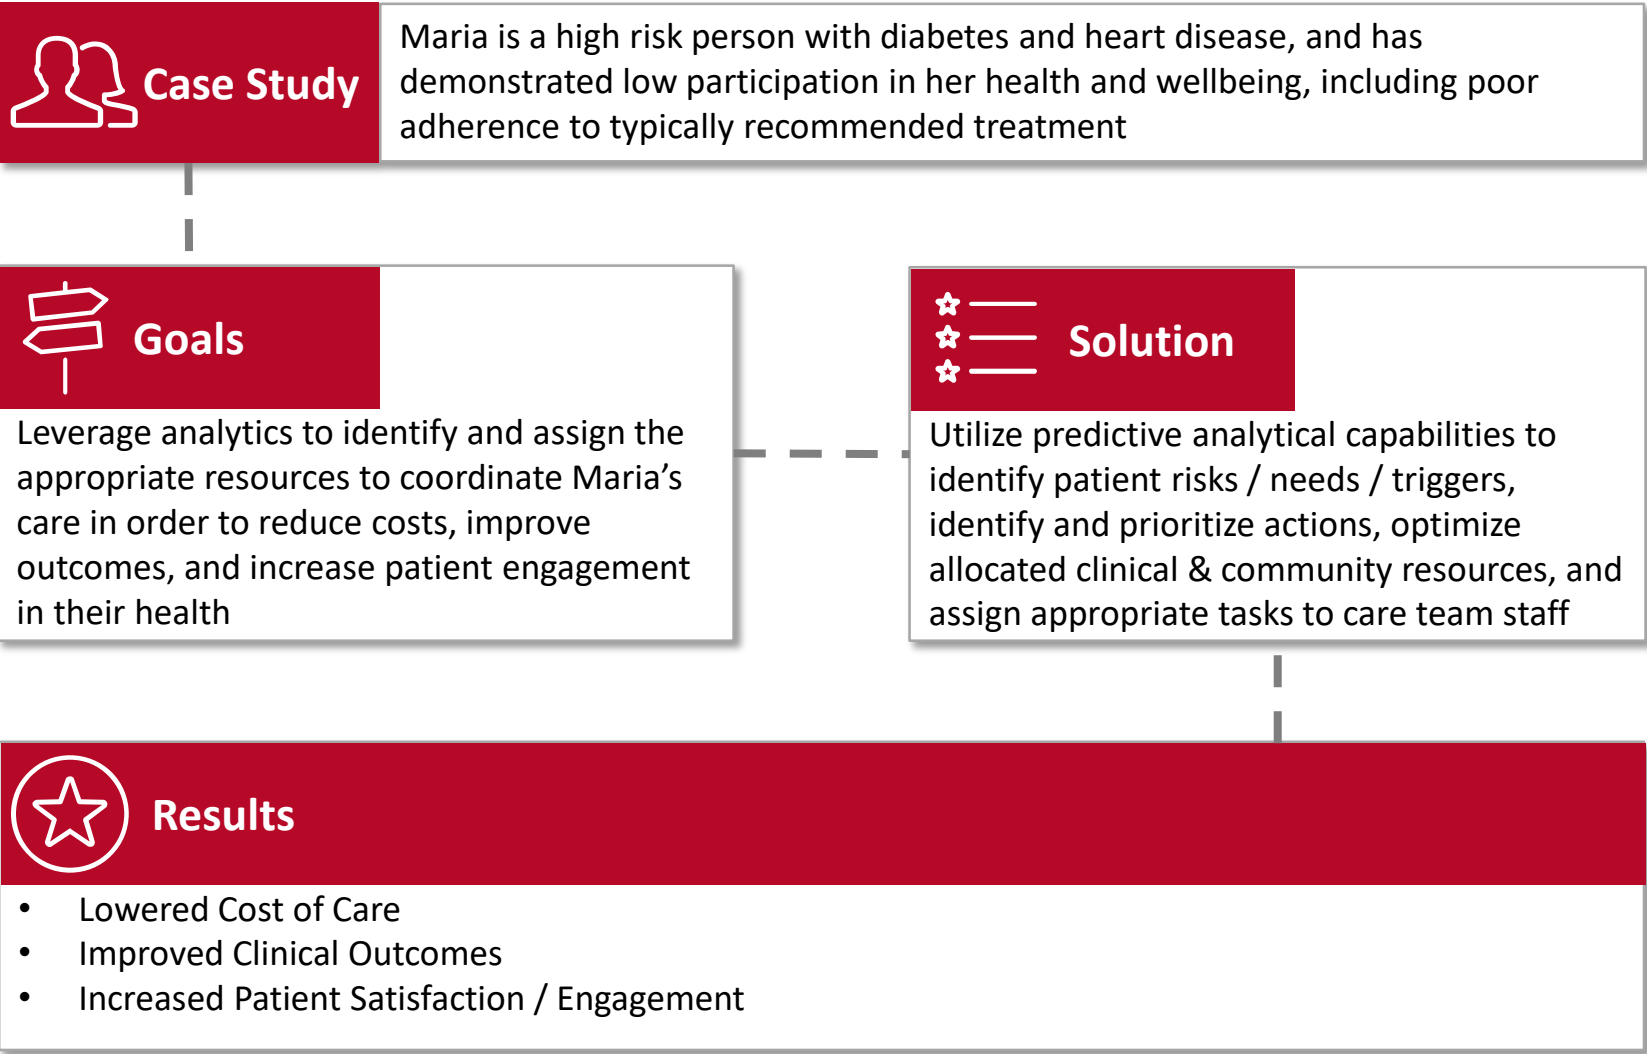 Case Study
Maria is a high risk person with diabetes and heart disease, and has
demonstrated low participation in her health and wellbeing, including poor
adherence to typically recommended treatment
Goals
Leverage analytics to identify and assign the
appropriate resources to coordinate Maria’s
care in order to reduce costs, improve
outcomes, and increase patient engagement
in their health
Solution
Utilize predictive analytical capabilities to
identify patient risks / needs / triggers,
identify and prioritize actions, optimize
allocated clinical & community resources, and
assign appropriate tasks to care team staff
Results
• Lowered Cost of Care
• Improved Clinical Outcomes
• Increased Patient Satisfaction / Engagement